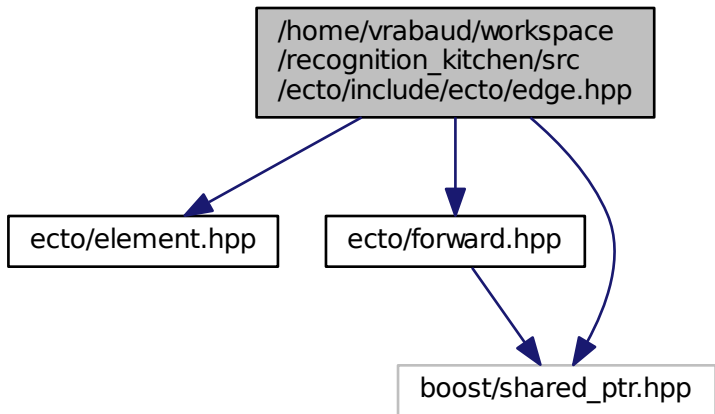 /home/vrabaud/workspace
/recognition_kitchen/src
/ecto/include/ecto/edge.hpp
ecto/element.hpp
ecto/forward.hpp
boost/shared_ptr.hpp